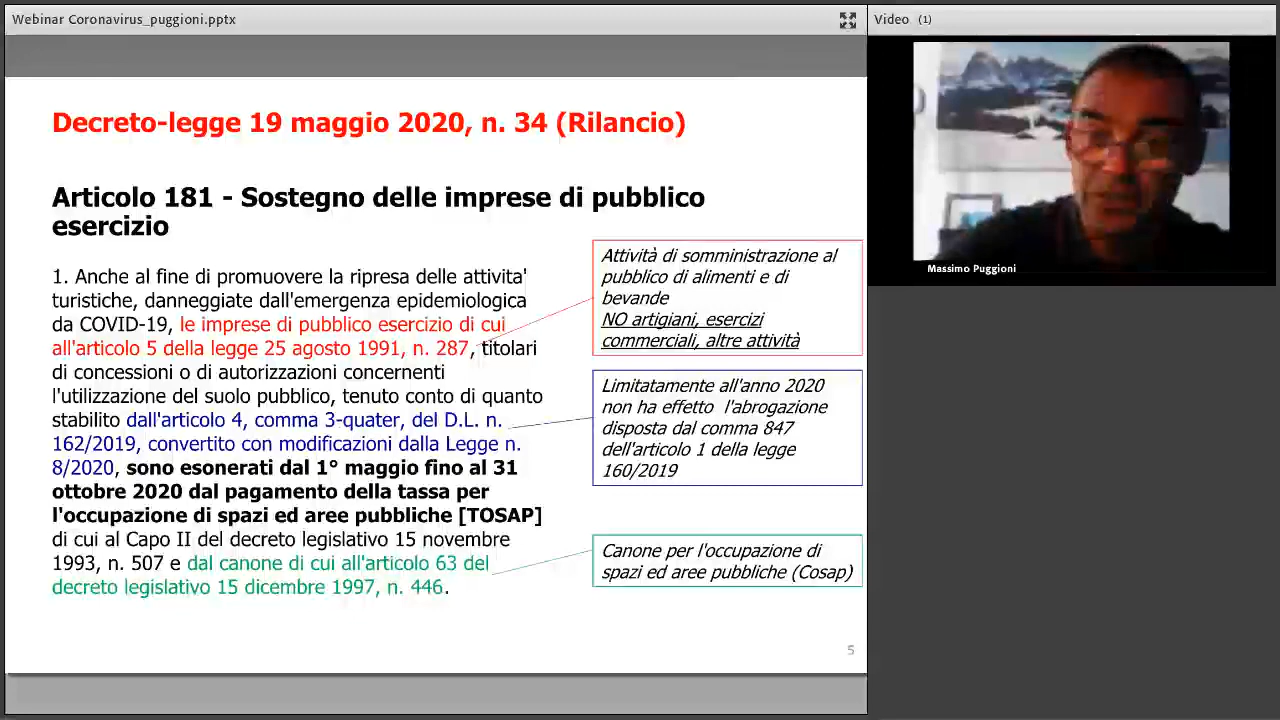 Webinar Coronavirus_puggioni.pptx
Video (1)
Decreto-legge 19 maggio 2020, n. 34 (Rilancio)
Articolo 181 - Sostegno delle imprese di pubblico
esercizio
1. Anche al fine di promuovere la ripresa delle attivita'
turistiche, danneggiate dall'emergenza epidemiologica
da COVID-19, le imprese di pubblico esercizio di cui
all'articolo 5 della legge 25 agosto 1991, n. 287, titolari
di concessioni o di autorizzazioni concernenti
l'utilizzazione del suolo pubblico, tenuto conto di quanto
stabilito dall'articolo 4, comma 3-quater, del D.L. n.
162/2019, convertito con modificazioni dalla Legge n.
8/2020, sono esonerati dal 1° maggio fino al 31
ottobre 2020 dal pagamento della tassa per
l'occupazione di spazi ed aree pubbliche [TOSAP]
di cui al Capo II del decreto legislativo 15 novembre
1993, n. 507 e dal canone di cui all'articolo 63 del
decreto legislativo 15 dicembre 1997, n. 446.
Attività di somministrazione al
pubblico di alimenti e di
bevande
NO artigiani, esercizi
commerciali, altre attività
Limitatamente all'anno 2020
non ha effetto l'abrogazione
disposta dal comma 847
dell'articolo 1 della legge
160/2019
Canone per l'occupazione di
spazi ed aree pubbliche (Cosap)
5
Massimo Puggioni